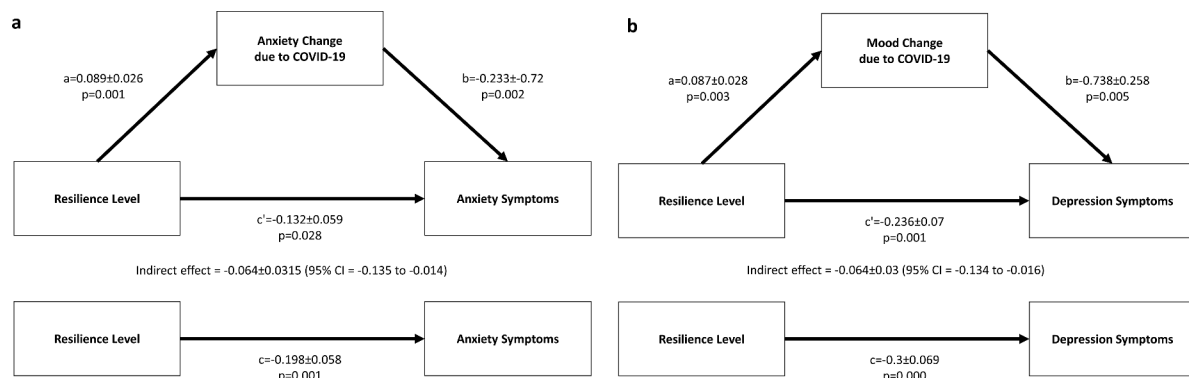 a
Anxiety Change
due to COVID-19
a=0.089±0.026
p=0.001
b=-0.233±-0.72
p=0.002
Resilience Level
Anxiety Symptoms
c'=-0.132±0.059
p=0.028
Indirect effect = -0.064±0.0315 (95% CI = -0.135 to -0.014)
Resilience Level
Anxiety Symptoms
c=-0.198±0.058
p=0.001
b
Mood Change
due to COVID-19
a=0.087±0.028
p=0.003
b=-0.738±0.258
p=0.005
Resilience Level
Depression Symptoms
c'=-0.236±0.07
p=0.001
Indirect effect = -0.064±0.03 (95% CI = -0.134 to -0.016)
Resilience Level
Depression Symptoms
c=-0.3±0.069
p=0.000